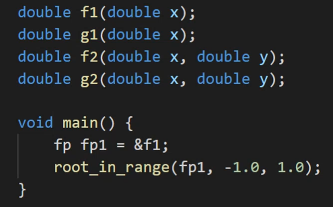 double f1(double x);
double g1(double x);
double f2(double x, double y);
double g2(double x, double y);
void main() {
    fp fp1 = &f1;
    root_in_range(fp1, -1.0, 1.0);
}